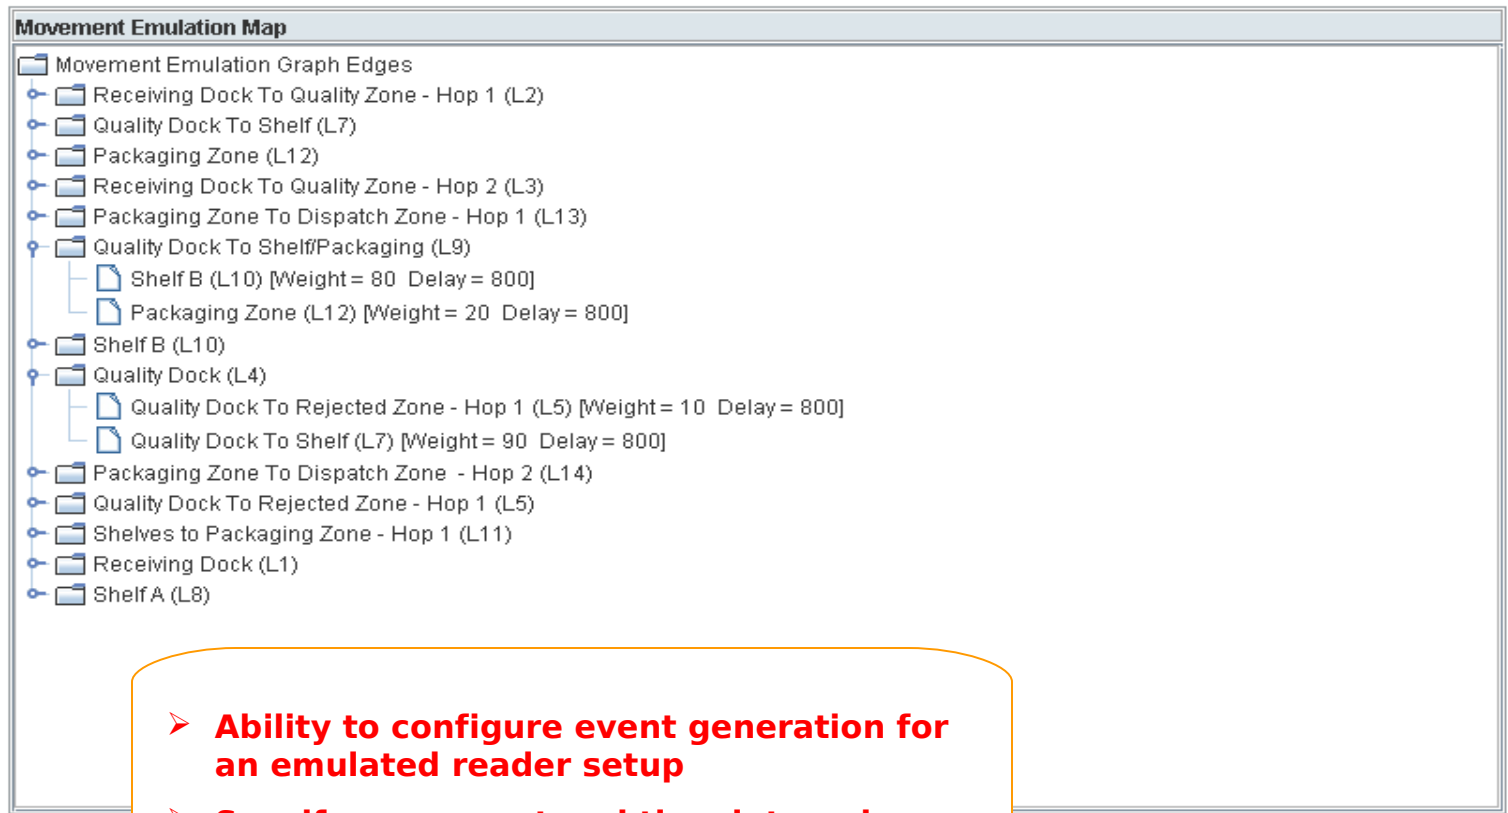 Movement Emulation Map
Movement Emulation Graph Edges
Receiving Dock To Quality Zone - Hop 1 (L2)
Quality Dock To Shelf (L7)
Packaging Zone (L12)
Receiving Dock To Quality Zone - Hop 2 (L3)
Packaging Zone To Dispatch Zone - Hop 1 (L13)
Quality Dock To Shelf/Packaging (L9)
Shelf B (L10) [Weight = 80 Delay = 800]
Packaging Zone (L12) [Weight = 20 Delay = 800]
Shelf B (L10)
Quality Dock (L4)
Quality Dock To Rejected Zone - Hop 1 (L5) [Weight = 10 Delay = 800]
Quality Dock To Shelf (L7) [Weight = 90 Delay = 800]
Packaging Zone To Dispatch Zone - Hop 2 (L14)
Quality Dock To Rejected Zone - Hop 1 (L5)
Shelves to Packaging Zone - Hop 1 (L11)
Receiving Dock (L1)
Shelf A (L8)
➢ Ability to configure event generation for
an emulated reader setup